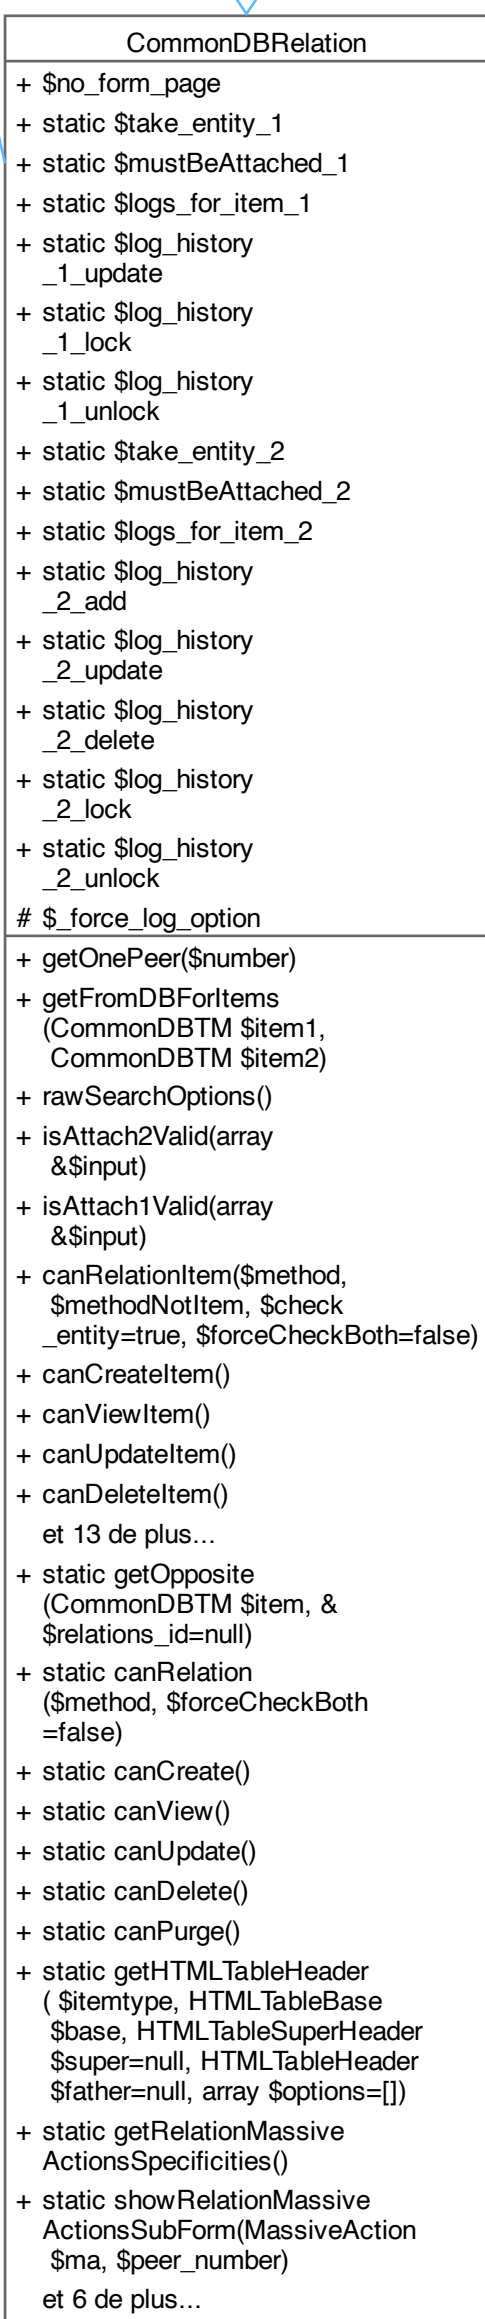 CommonDBRelation
+ $no_form_page
+ static $take_entity_1
+ static $mustBeAttached_1
+ static $logs_for_item_1
+ static $log_history
_1_update
+ static $log_history
_1_lock
+ static $log_history
_1_unlock
+ static $take_entity_2
+ static $mustBeAttached_2
+ static $logs_for_item_2
+ static $log_history
_2_add
+ static $log_history
_2_update
+ static $log_history
_2_delete
+ static $log_history
_2_lock
+ static $log_history
_2_unlock
# $_force_log_option
+ getOnePeer($number)
+ getFromDBForItems
(CommonDBTM $item1,
CommonDBTM $item2)
+ rawSearchOptions()
+ isAttach2Valid(array
&$input)
+ isAttach1Valid(array
&$input)
+ canRelationItem($method,
$methodNotItem, $check
_entity=true, $forceCheckBoth=false)
+ canCreateItem()
+ canViewItem()
+ canUpdateItem()
+ canDeleteItem()
et 13 de plus...
+ static getOpposite
(CommonDBTM $item, &
$relations_id=null)
+ static canRelation
($method, $forceCheckBoth
=false)
+ static canCreate()
+ static canView()
+ static canUpdate()
+ static canDelete()
+ static canPurge()
+ static getHTMLTableHeader
( $itemtype, HTMLTableBase
$base, HTMLTableSuperHeader
$super=null, HTMLTableHeader
$father=null, array $options=[])
+ static getRelationMassive
ActionsSpecificities()
+ static showRelationMassive
ActionsSubForm(MassiveAction
$ma, $peer_number)
et 6 de plus...